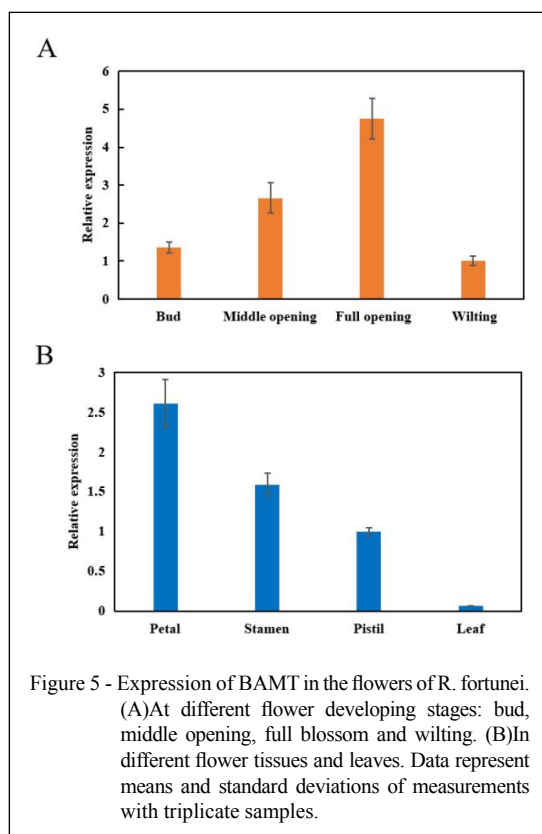 A
6
5
4
3
2
1
0
Relative expression
Bud Middle opening Full opening Wilting
B
3
2.5
2
1.5
1
0.5
0
Relative expression
Petal Stamen Pistil Leaf
Figure 5 - Expression of BAMT in the flowers of R. fortunei.
(A)At different flower developing stages: bud,
middle opening, full blossom and wilting. (B)In
different flower tissues and leaves. Data represent
means and standard deviations of measurements
with triplicate samples.